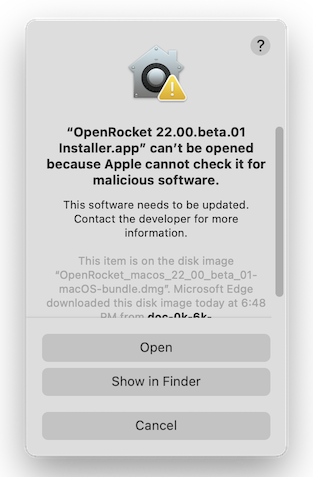 ?
“OpenRocket 22.00.beta.01
Installer.app” can’t be opened
because Apple cannot check it for
malicious software.
This software needs to be updated.
Contact the developer for more
information.
This item is on the disk image
“OpenRocket_macos_22_00_beta_01-
macOS-bundle.dmg”. Microsoft Edge
downloaded this disk image today at 6:48
PM from doc-0k-6k-
Open
Show in Finder
Cancel